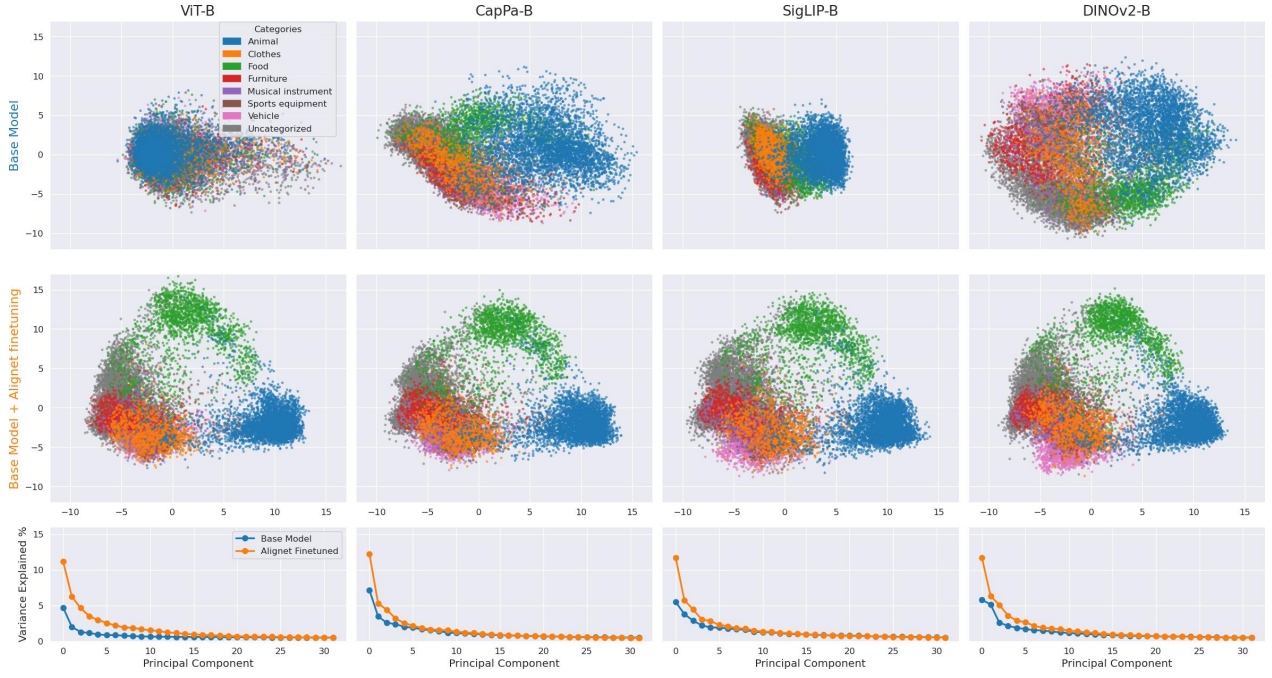 ViT-B
CapPa-B
SigLIP-B
DINOv2-B
Base Model
15
10
5
0
−5
−10
Categories
Animal
Clothes
Food
Furniture
Musical instrument
Sports equipment
Vehicle
Uncategorized
Base Model + Alignet finetuning
15
10
5
0
−5
−10
−10 −5 0 5 10 15
−10 −5 0 5 10 15
−10 −5 0 5 10 15
−10 −5 0 5 10 15
Variance Explained %
15
10
5
0
Base Model
Alignet Finetuned
0 5 10 15 20 25 30
0 5 10 15 20 25 30
0 5 10 15 20 25 30
0 5 10 15 20 25 30
Principal Component
Principal Component
Principal Component
Principal Component